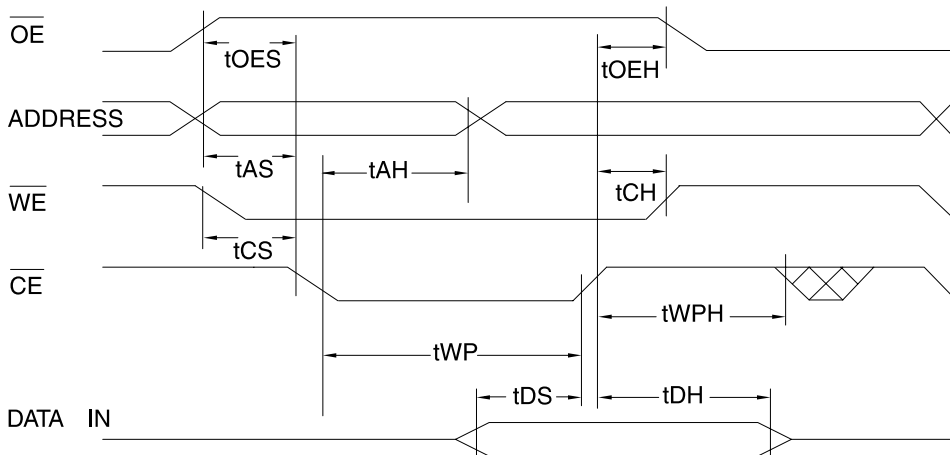 OE
tOES
tOEH
ADDRESS
tAS
tAH
tCH
WE
tCS
CE
tWPH
tWP
tDS
tDH
DATA IN